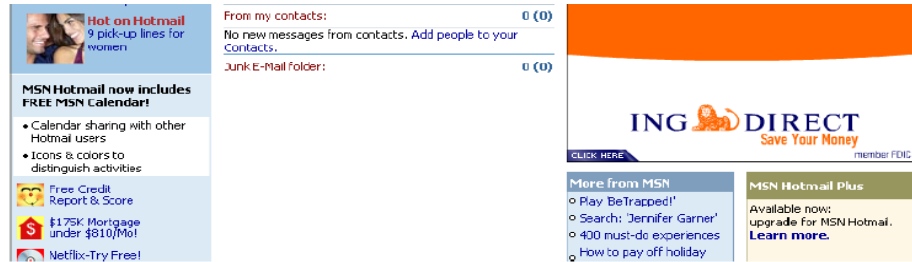 Hot on Hotmail
9 pick-up lines for
women
MSN Hotmail now includes
FREE MSN Calendar!
• Calendar sharing with other
Hotmail users
• Icons & colors to
distinguish activities
Free Credit
Report & Score
$175K Mortgage
under $810/Mo!
Netflix-Try Free!
From my contacts: 0 (0)
No new messages from contacts. Add people to your
Contacts.
Junk E-Mail folder: 0 (0)
ING DIRECT
Save Your Money
CLICK HERE
member FDIC
More from MSN
Play 'BeTrapped!'
Search: 'Jennifer Garner'
400 must-do experiences
How to pay off holiday
MSN Hotmail Plus
Available now:
upgrade for MSN Hotmail.
Learn more.